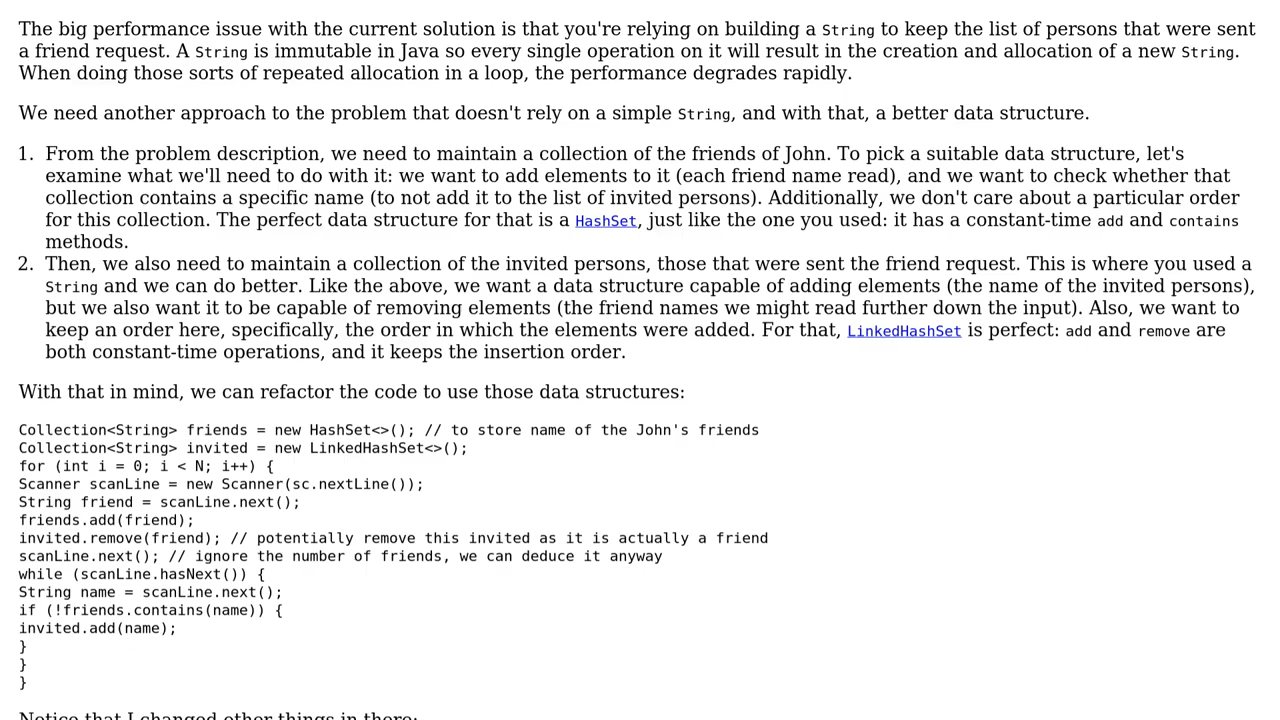 The big performance issue with the current solution is that you're relying on building a String to keep the list of persons that were sent
a friend request. A String is immutable in Java so every single operation on it will result in the creation and allocation of a new String.
When doing those sorts of repeated allocation in a loop, the performance degrades rapidly.
We need another approach to the problem that doesn't rely on a simple String, and with that, a better data structure.
1. From the problem description, we need to maintain a collection of the friends of John. To pick a suitable data structure, let's
examine what we'll need to do with it: we want to add elements to it (each friend name read), and we want to check whether that
collection contains a specific name (to not add it to the list of invited persons). Additionally, we don't care about a particular order
for this collection. The perfect data structure for that is a HashSet, just like the one you used: it has a constant-time add and contains
methods.
2. Then, we also need to maintain a collection of the invited persons, those that were sent the friend request. This is where you used a
String and we can do better. Like the above, we want a data structure capable of adding elements (the name of the invited persons),
but we also want it to be capable of removing elements (the friend names we might read further down the input). Also, we want to
keep an order here, specifically, the order in which the elements were added. For that, LinkedHashSet is perfect: add and remove are
both constant-time operations, and it keeps the insertion order.
With that in mind, we can refactor the code to use those data structures:
Collection<String> friends = new HashSet<>(); // to store name of the John's friends
Collection<String> invited = new LinkedHashSet<>();
for (int i = 0; i < N; i++) {
Scanner scanLine = new Scanner(sc.nextLine());
String friend = scanLine.next();
friends.add(friend);
invited.remove(friend); // potentially remove this invited as it is actually a friend
scanLine.next(); // ignore the number of friends, we can deduce it anyway
while (scanLine.hasNext()) {
String name = scanLine.next();
if (!friends.contains(name)) {
invited.add(name);
}
}
}
Notice that I changed other things in there: